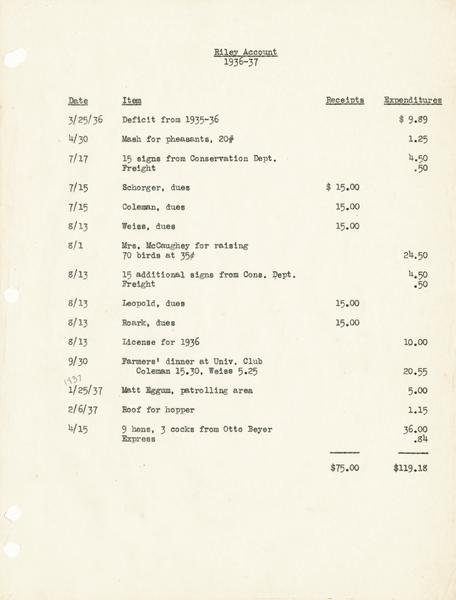 Riley Account
1936-37
Date Item Receipts Expenditures
3/25/36 Deficit from 1935-36 $ 9.89
4/30 Mash for pheasants, 20# 1.25
7/17 15 signs from Conservation Dept. 4.50
Freight .50
7/15 Schorger, dues $ 15.00
7/15 Coleman, dues 15.00
8/13 Weiss, dues 15.00
8/1 Mrs. McCaughey for raising
70 birds at 35¢ 24.50
8/13 15 additional signs from Cons. Dept. 4.50
Freight .50
8/13 Leopold, dues 15.00
8/13 Roark, dues 15.00
8/13 License for 1936 10.00
9/30 Farmers' dinner at Univ. Club
Coleman 15.30, Weiss 5.25 20.55
1937
1/25/37 Matt Eggum, patrolling area 5.00
2/6/37 Roof for hopper 1.15
4/15 9 hens, 3 cocks from Otto Beyer 36.00
Express .84
$75.00 $119.18